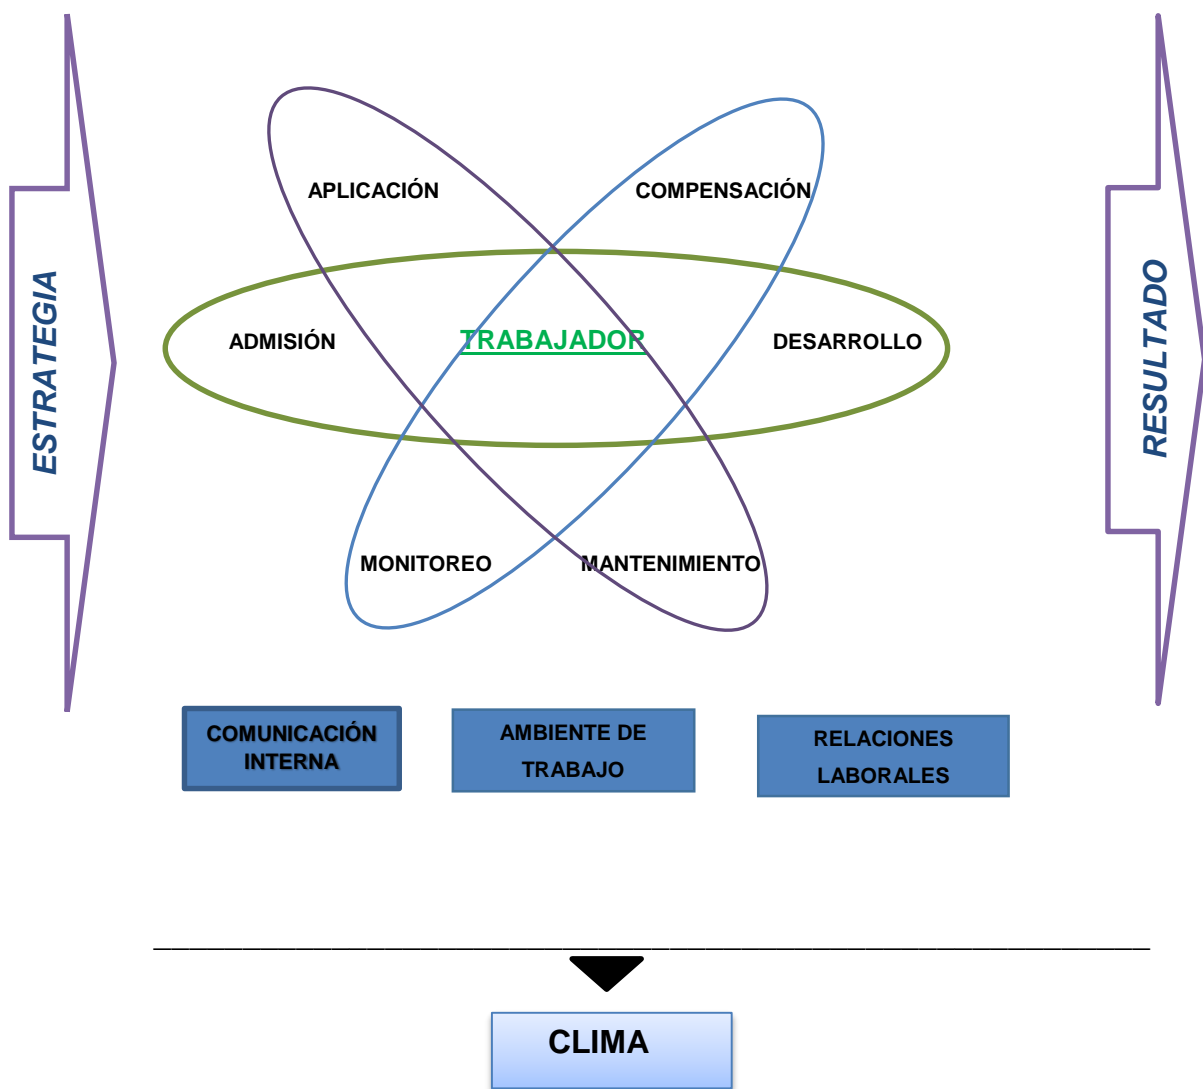 ESTRATEGIA
APLICACIÓN
COMPENSACIÓN
ADMISIÓN
TRABAJADOR
DESARROLLO
MONITOREO
MANTENIMIENTO
RESULTADO
COMUNICACIÓN
INTERNA
AMBIENTE DE
TRABAJO
RELACIONES
LABORALES
CLIMA